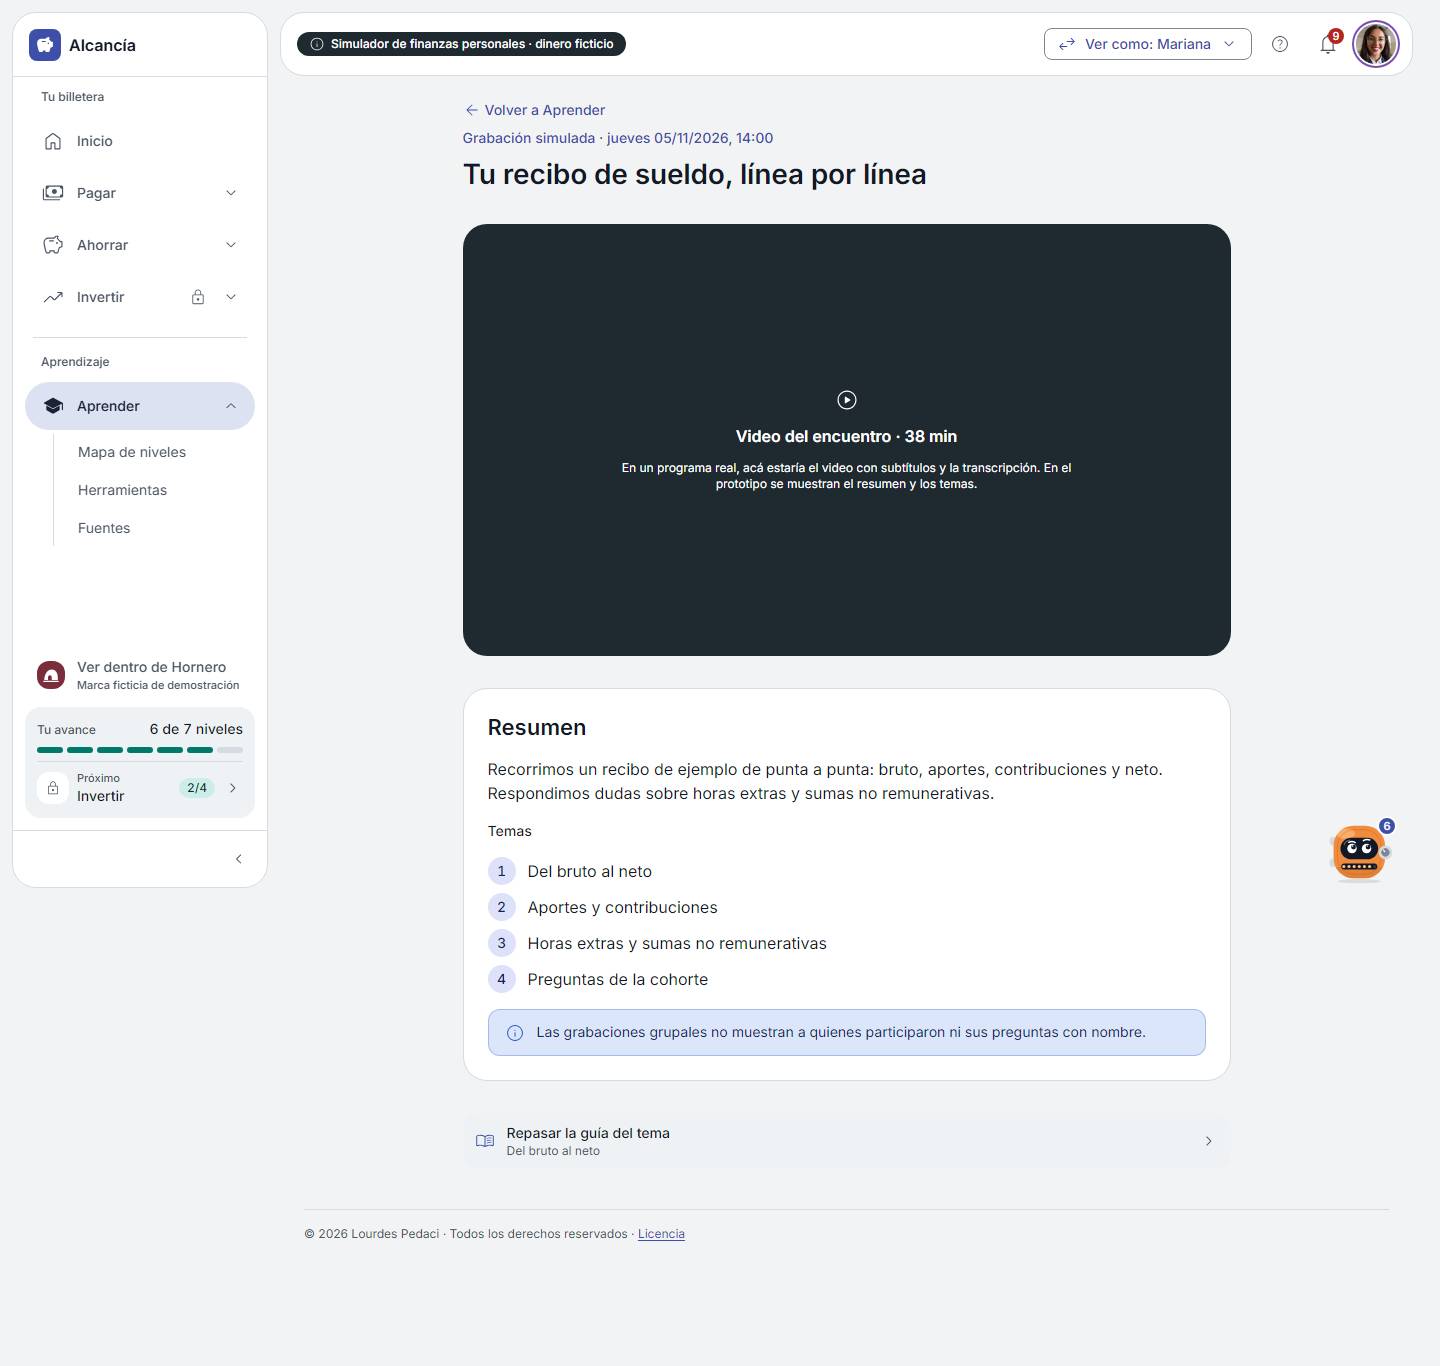 Alcancía
Tu billetera
Inicio
Pagar
Ahorrar
Invertir
Aprendizaje
Aprender
Mapa de niveles
Herramientas
Fuentes
Ver dentro de Hornero
Marca ficticia de demostración
Tu avance 6 de 7 niveles
Próximo
Invertir 2/4
Simulador de finanzas personales · dinero ficticio
Ver como: Mariana
9
Volver a Aprender
Grabación simulada · jueves 05/11/2026, 14:00
Tu recibo de sueldo, línea por línea
Video del encuentro · 38 min
En un programa real, acá estaría el video con subtítulos y la transcripción. En el
prototipo se muestran el resumen y los temas.
Resumen
Recorrimos un recibo de ejemplo de punta a punta: bruto, aportes, contribuciones y neto.
Respondimos dudas sobre horas extras y sumas no remunerativas.
Temas
1 Del bruto al neto
2 Aportes y contribuciones
3 Horas extras y sumas no remunerativas
4 Preguntas de la cohorte
Las grabaciones grupales no muestran a quienes participaron ni sus preguntas con nombre.
6
Repasar la guía del tema
Del bruto al neto
© 2026 Lourdes Pedaci · Todos los derechos reservados · Licencia